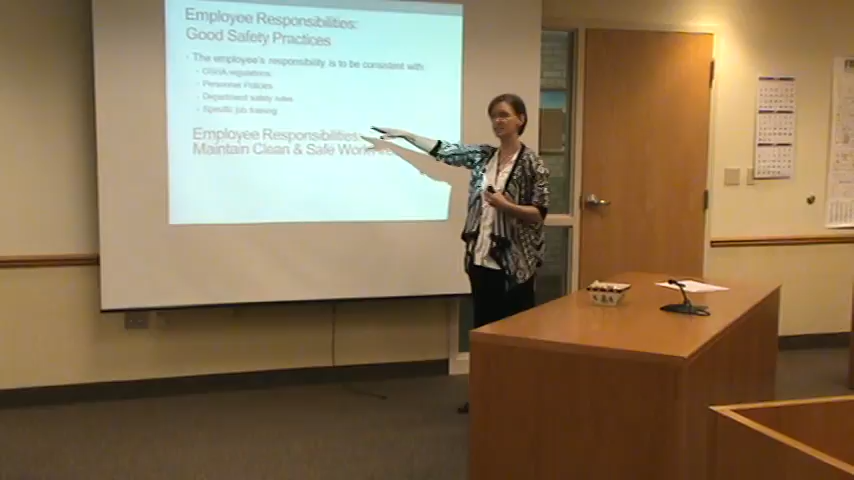 Employee Responsibilities:
Good Safety Practices
The employee's responsibility is to be consistent with:
OSHA regulations
Personnel Policies
Department safety rules
Specific job training
Employee Responsibilities:
Maintain Clean & Safe Work